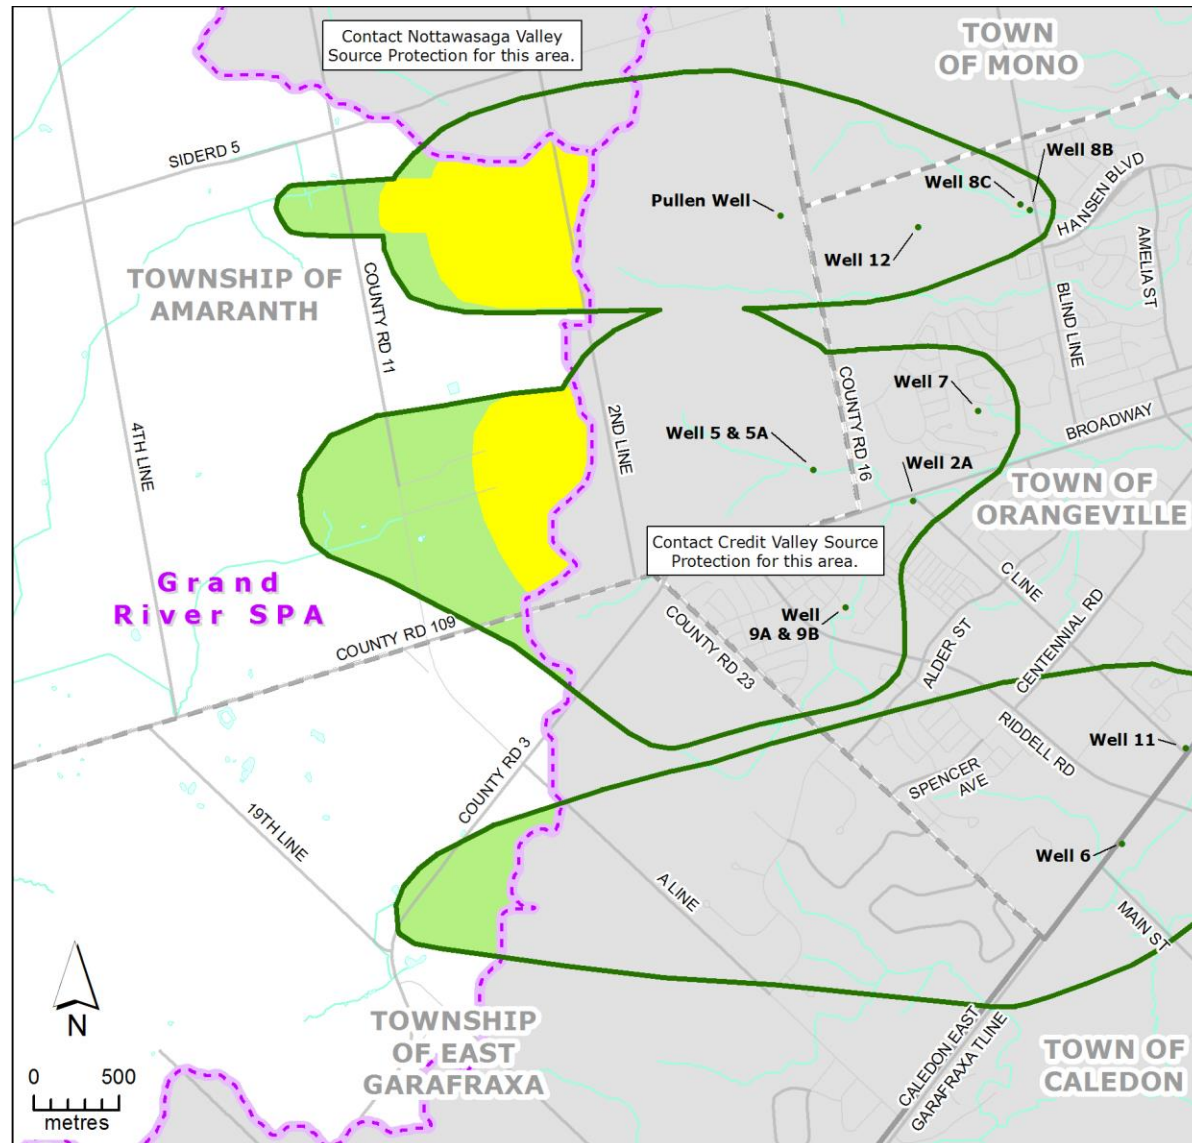 Contact Nottawasaga Valley
Source Protection for this area.
TOWN
OF MONO
SIDERD 5
Well 8B
Well 8C
HANSEN BLVD
Pullen Well
Well 12
AMELIA ST
TOWNSHIP OF
AMARANTH
COUNTY RD 11
BLIND LINE
4TH LINE
2ND LINE
COUNTY RD 16
Well 7
BROADWAY
Well 5 & 5A
Well 2A
TOWN OF
ORANGEVILLE
Contact Credit Valley Source
Protection for this area.
Grand
River SPA
C LINE
CENTENNIAL RD
COUNTY RD 109
Well
9A & 9B
COUNTY RD 23
ALDER ST
RIDDELL RD
Well 11
COUNTY RD 3
SPENCER
AVE
19TH LINE
A LINE
Well 6
MAIN ST
N
TOWNSHIP
OF EAST
GARAFRAXA
CALEDON EAST
GARAFRAXA TLINE
TOWN OF
CALEDON
0 500
metres